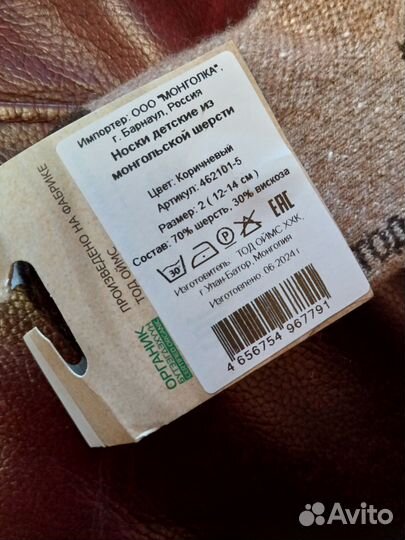 Импортер: ООО "МОНГОЛКА",
г. Барнаул, Россия
Носки детские из
монгольской шерсти
Цвет: Коричневый
Артикул: 462101-5
Размер: 2 ( 12-14 см )
Состав: 70% шерсть, 30% вискоза
30
P
EAC
Изготовитель: ТОД ОЙМС ХХК,
г Улан-Батор, Монголия
Изготовлено: 06.2024 г
4 656754 967791
ПРОИЗВЕДЕНО НА ФАБРИКЕ
ТОД ОЙМС
ОРГАНИК
Avito